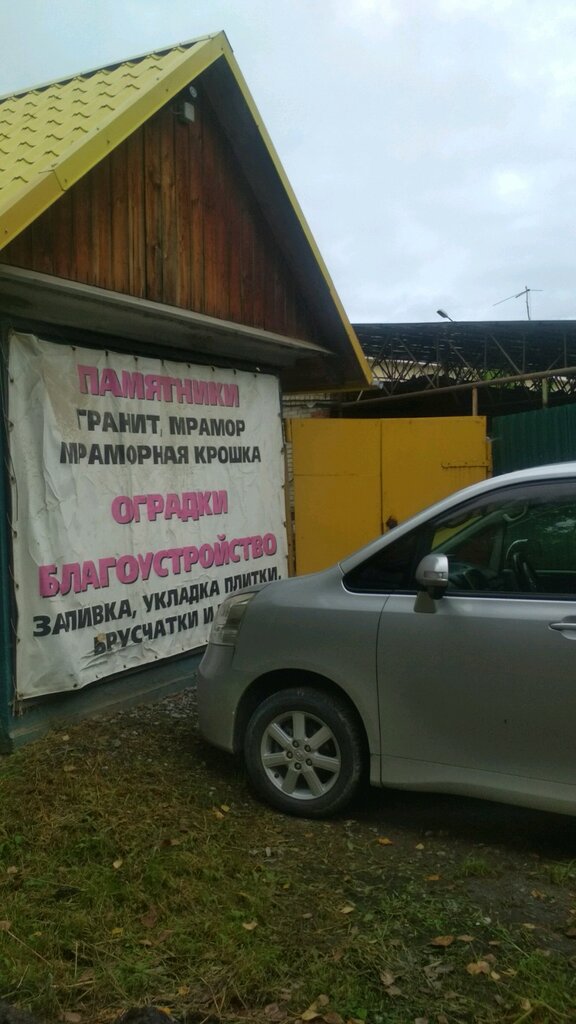 ПАМЯТНИКИ
ГРАНИТ, МРАМОР
МРАМОРНАЯ КРОШКА
ОГРАДКИ
БЛАГОУСТРОЙСТВО
ЗАЛИВКА, УКЛАДКА ПЛИТКИ,
БРУСЧАТКИ И